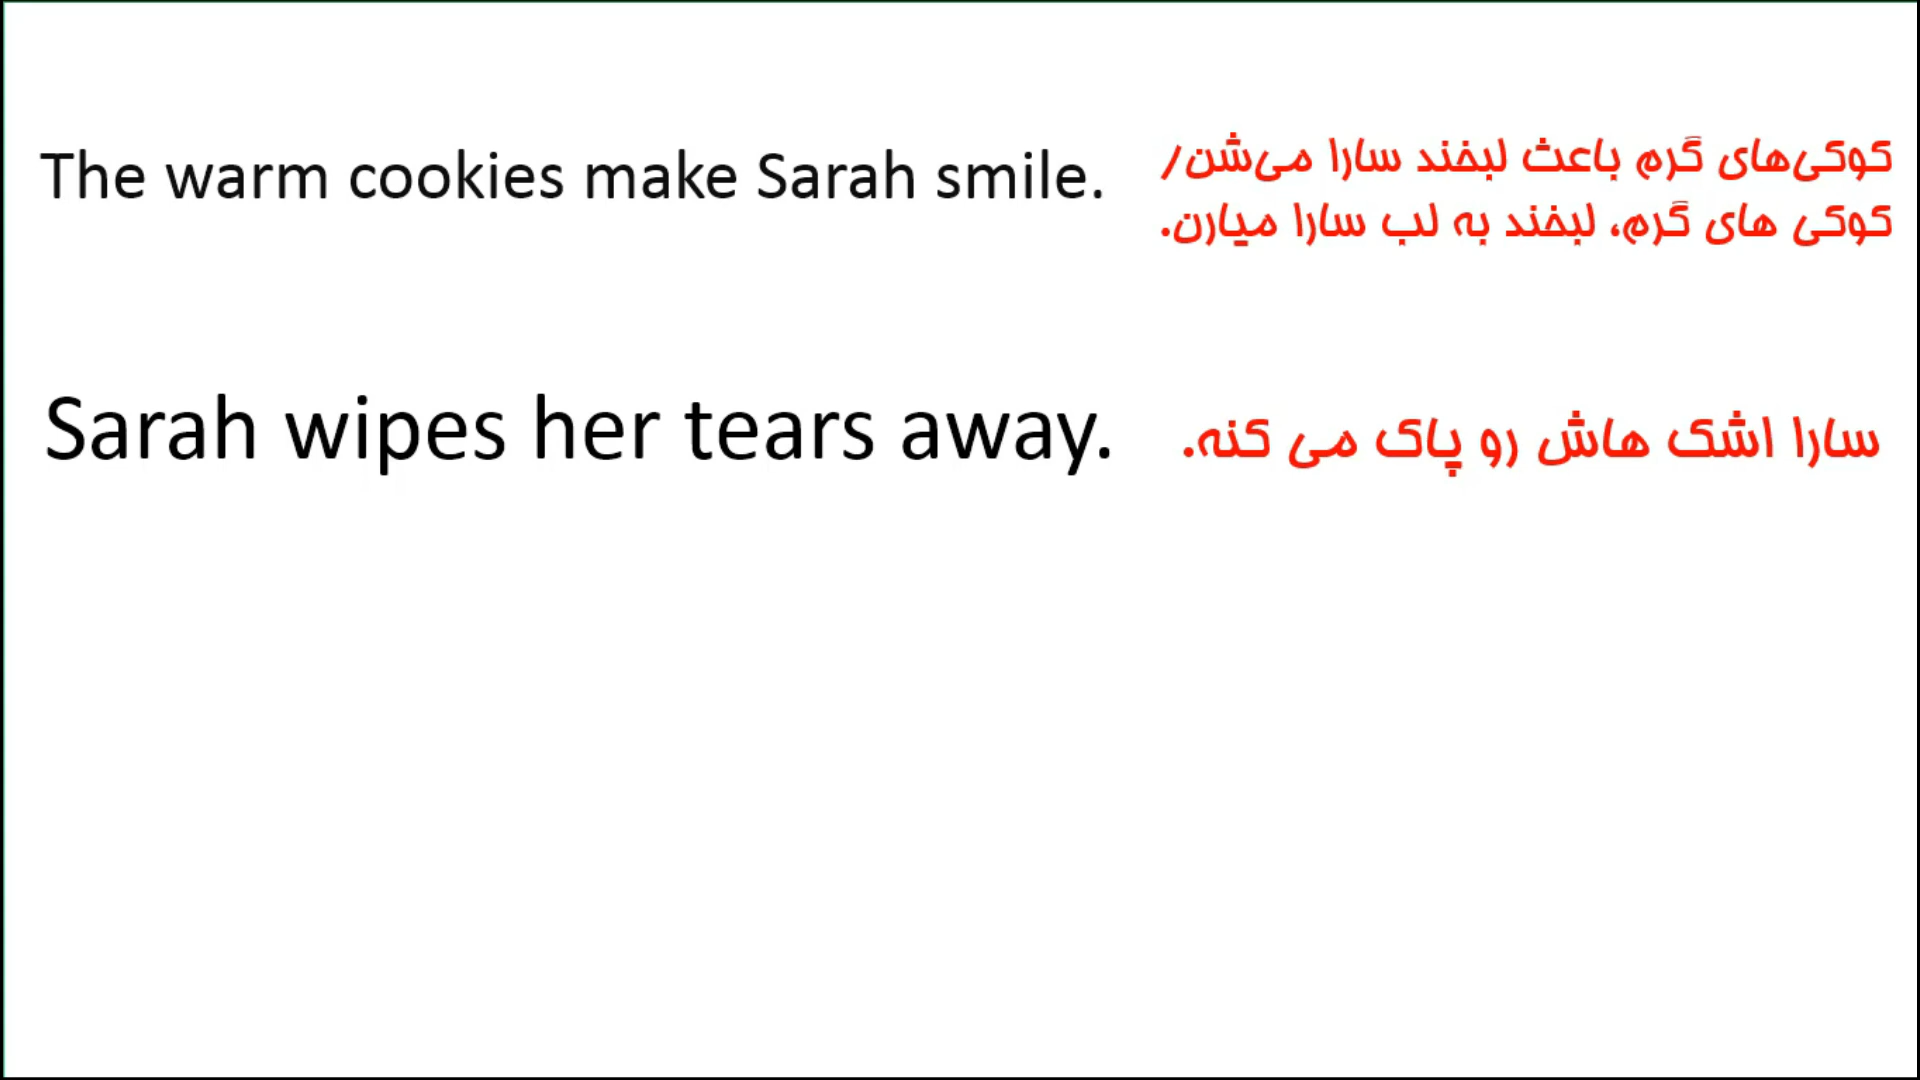 The warm cookies make Sarah smile.
کوکی‌های گرم باعث لبخند سارا می‌شن/
کوکی های گرم، لبخند به لب سارا میارن.
Sarah wipes her tears away.
سارا اشک هاش رو پاک می کنه.